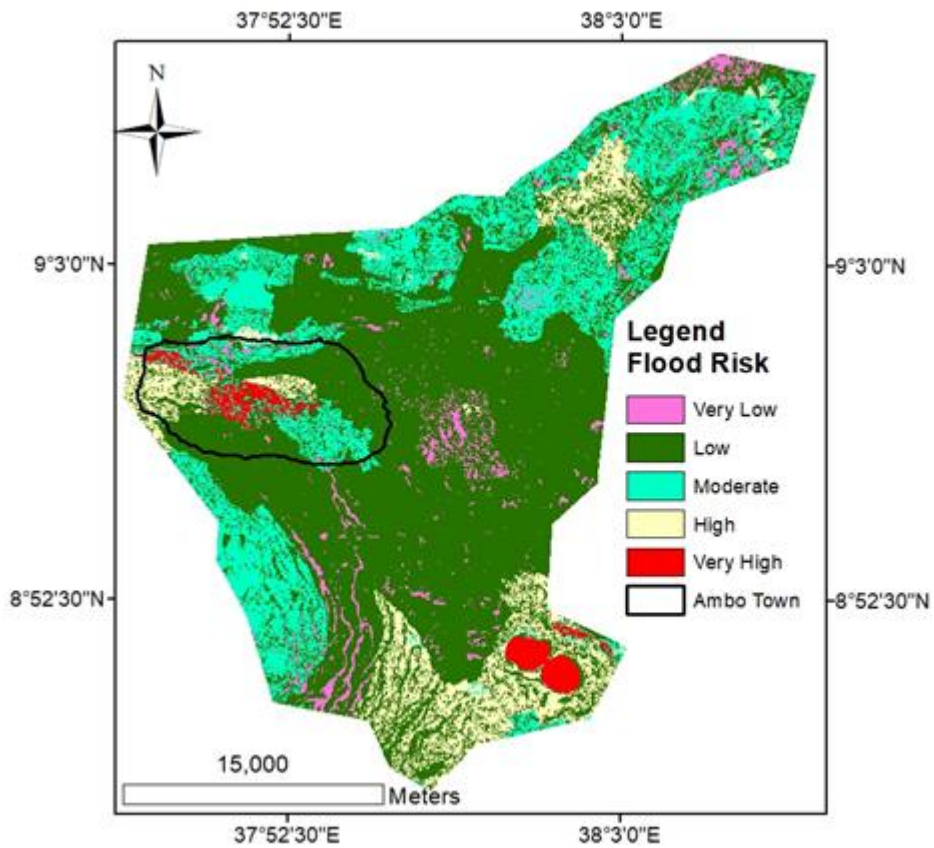 37°52'30"E
38°3'0"E
N
9°3'0"N
9°3'0"N
Legend
Flood Risk
Very Low
Low
Moderate
High
Very High
Ambo Town
8°52'30"N
8°52'30"N
15,000
Meters
37°52'30"E
38°3'0"E